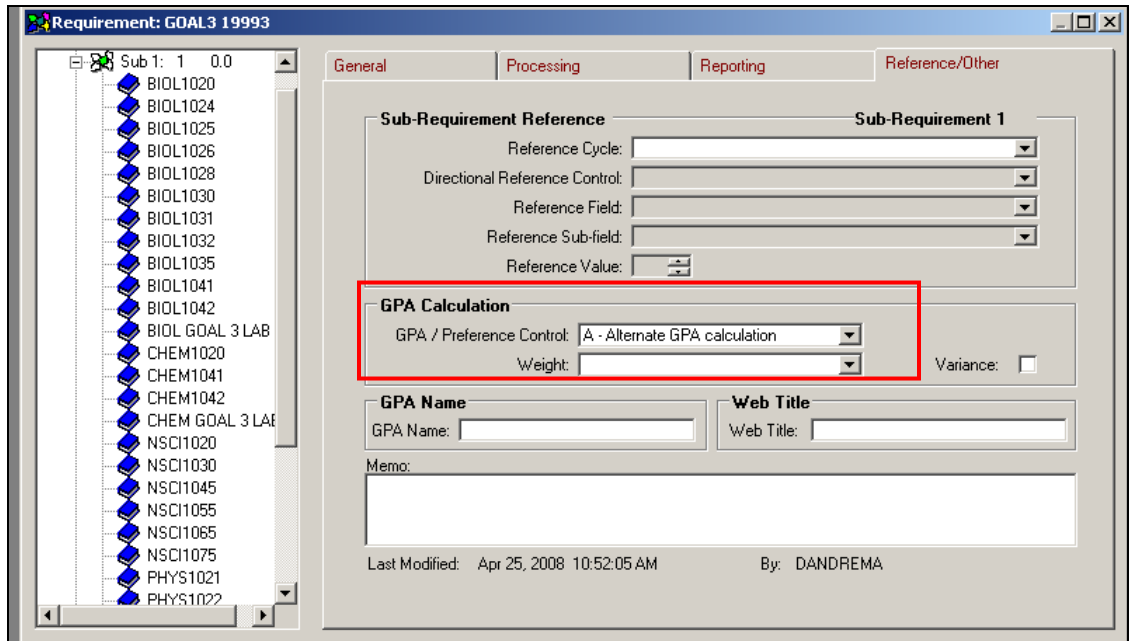 Requirement: GOAL3 19993
Sub 1: 1 0.0
BIOL1020
BIOL1024
BIOL1025
BIOL1026
BIOL1028
BIOL1030
BIOL1031
BIOL1032
BIOL1035
BIOL1041
BIOL1042
BIOL GOAL 3 LAB
CHEM1020
CHEM1041
CHEM1042
CHEM GOAL 3 LAE
NSCI1020
NSCI1030
NSCI1045
NSCI1055
NSCI1065
NSCI1075
PHYS1021
PHYS1022
General Processing Reporting Reference/Other
Sub-Requirement Reference Sub-Requirement 1
Reference Cycle:
Directional Reference Control:
Reference Field:
Reference Sub-field:
Reference Value:
GPA Calculation
GPA / Preference Control: A - Alternate GPA calculation
Weight: Variance:
GPA Name Web Title
GPA Name: Web Title:
Memo:
Last Modified: Apr 25, 2008 10:52:05 AM By: DANDREMA